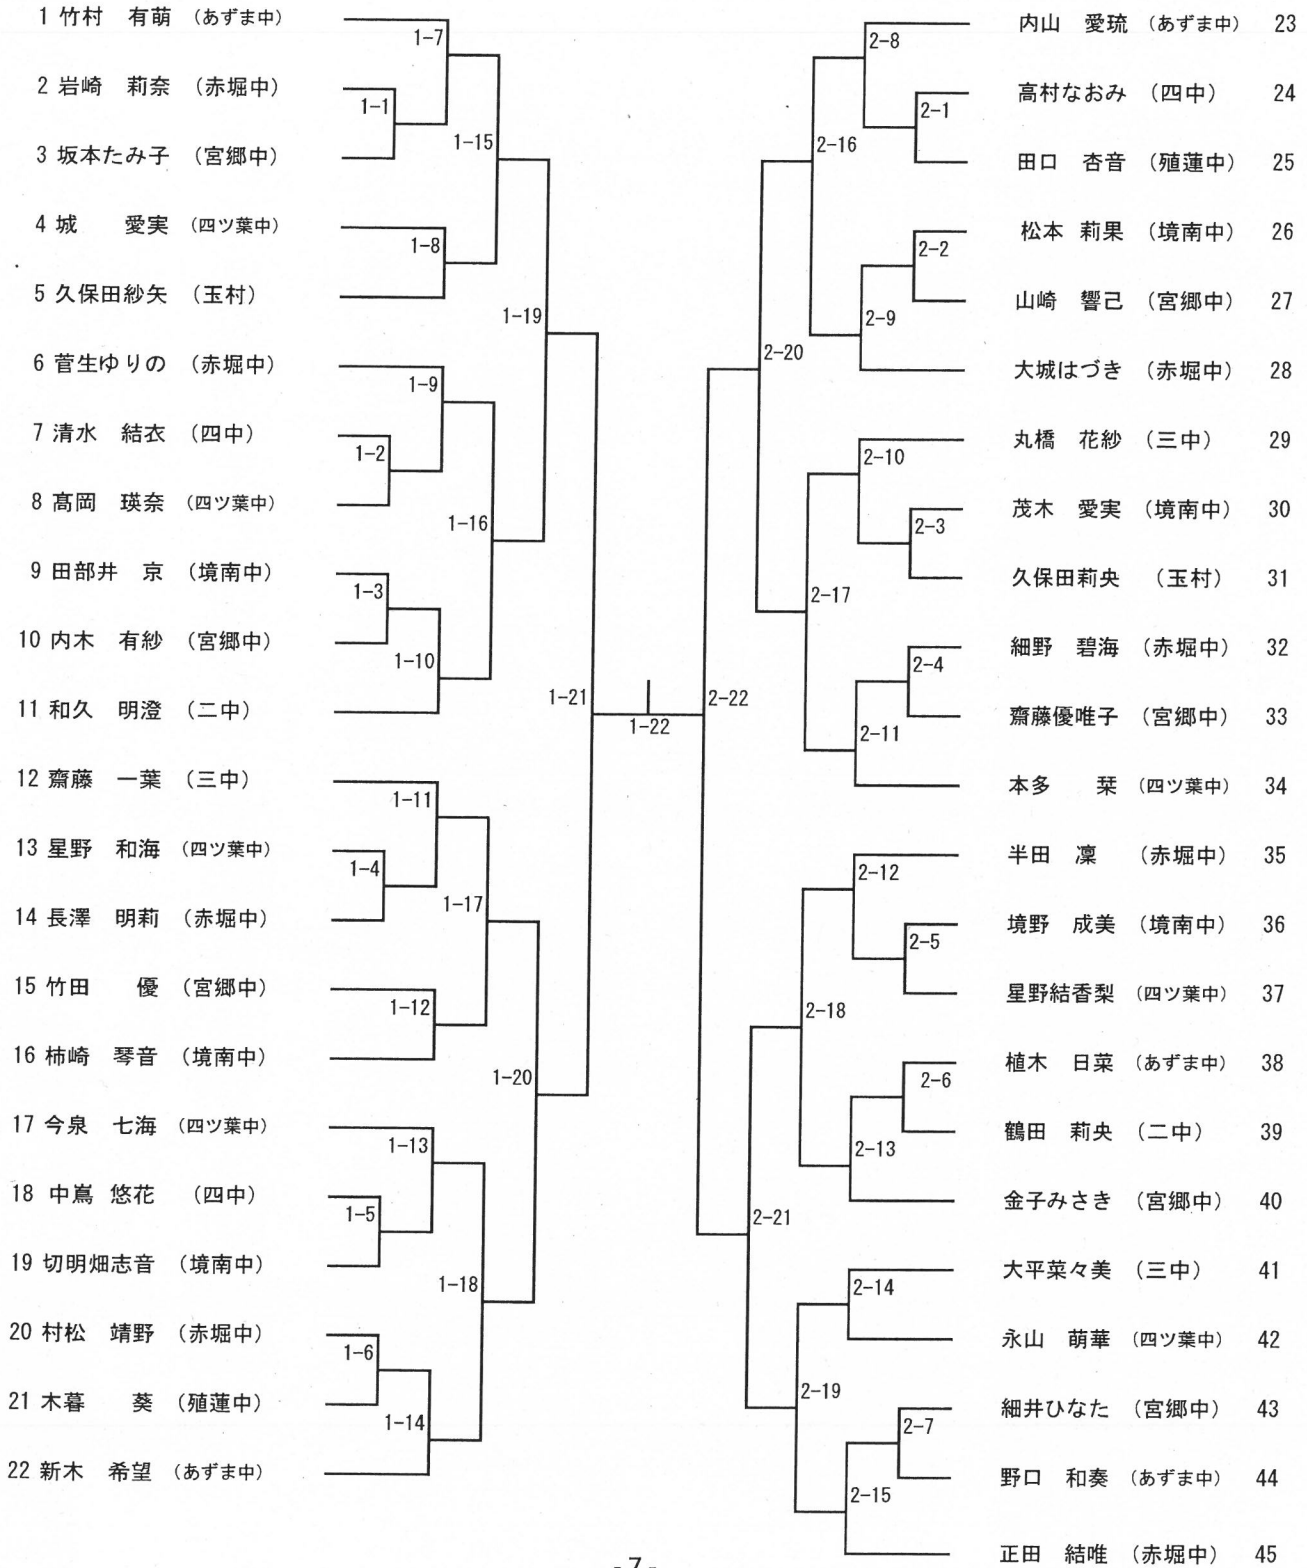 1 竹村　有萌　（あずま中）
2 岩崎　莉奈　（赤堀中）
3 坂本たみ子　（宮郷中）
4 城　　愛実　（四ツ葉中）
5 久保田紗矢　（玉村）
6 菅生ゆりの　（赤堀中）
7 清水　結衣　（四中）
8 髙岡　瑛奈　（四ツ葉中）
9 田部井　京　（境南中）
10 内木　有紗　（宮郷中）
11 和久　明澄　（二中）
12 齋藤　一葉　（三中）
13 星野　和海　（四ツ葉中）
14 長澤　明莉　（赤堀中）
15 竹田　　優　（宮郷中）
16 柿崎　琴音　（境南中）
17 今泉　七海　（四ツ葉中）
18 中嶌　悠花　（四中）
19 切明畑志音　（境南中）
20 村松　靖野　（赤堀中）
21 木暮　　葵　（殖蓮中）
22 新木　希望　（あずま中）
1-7
1-1
1-15
1-8
1-19
1-9
1-2
1-16
1-3
1-10
1-21
1-11
1-4
1-17
1-12
1-20
1-13
1-5
1-18
1-6
1-14
1-22
2-22
2-8
2-1
2-16
2-2
2-9
2-20
2-10
2-3
2-17
2-4
2-11
2-12
2-5
2-18
2-6
2-13
2-21
2-14
2-19
2-7
2-15
内山　愛琉　（あずま中）　23
高村なおみ　（四中）　24
田口　杏音　（殖蓮中）　25
松本　莉果　（境南中）　26
山崎　響己　（宮郷中）　27
大城はづき　（赤堀中）　28
丸橋　花紗　（三中）　29
茂木　愛実　（境南中）　30
久保田莉央　（玉村）　31
細野　碧海　（赤堀中）　32
齋藤優唯子　（宮郷中）　33
本多　　栞　（四ツ葉中）　34
半田　凜　（赤堀中）　35
境野　成美　（境南中）　36
星野結香梨　（四ツ葉中）　37
植木　日菜　（あずま中）　38
鶴田　莉央　（二中）　39
金子みさき　（宮郷中）　40
大平菜々美　（三中）　41
永山　萌華　（四ツ葉中）　42
細井ひなた　（宮郷中）　43
野口　和奏　（あずま中）　44
正田　結唯　（赤堀中）　45
- 7 -